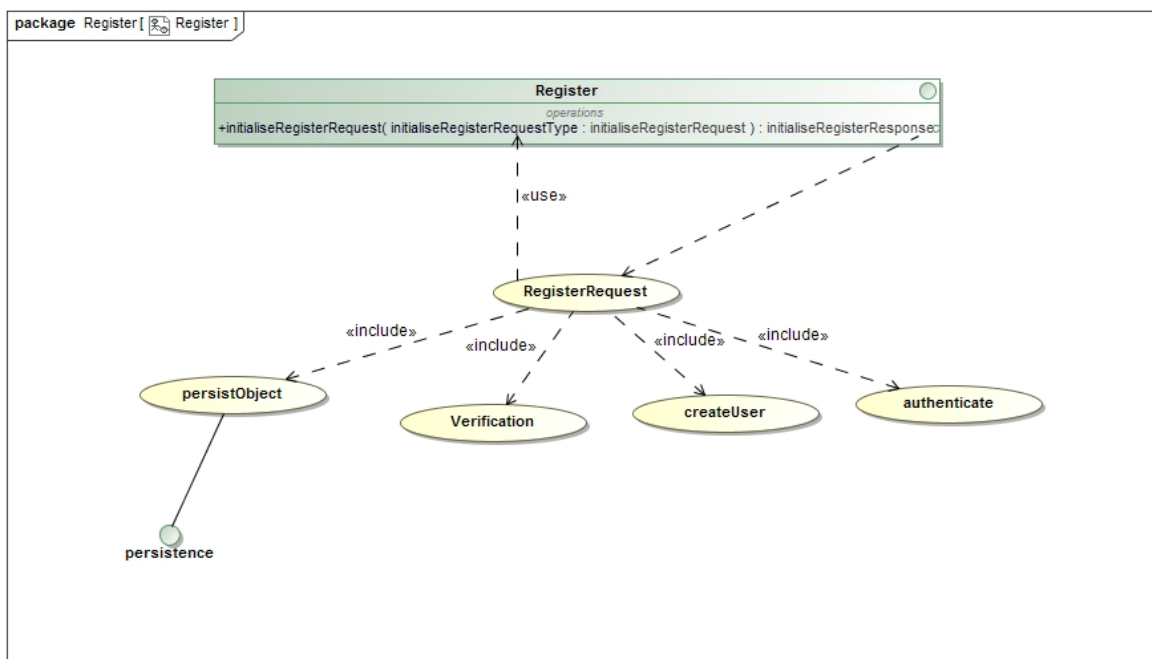 package Register [ Register ]
Register
operations
+initialiseRegisterRequest( initialiseRegisterRequestType : initialiseRegisterRequest ) : initialiseRegisterResponse
«use»
RegisterRequest
«include»
«include»
«include»
«include»
persistObject
Verification
createUser
authenticate
persistence